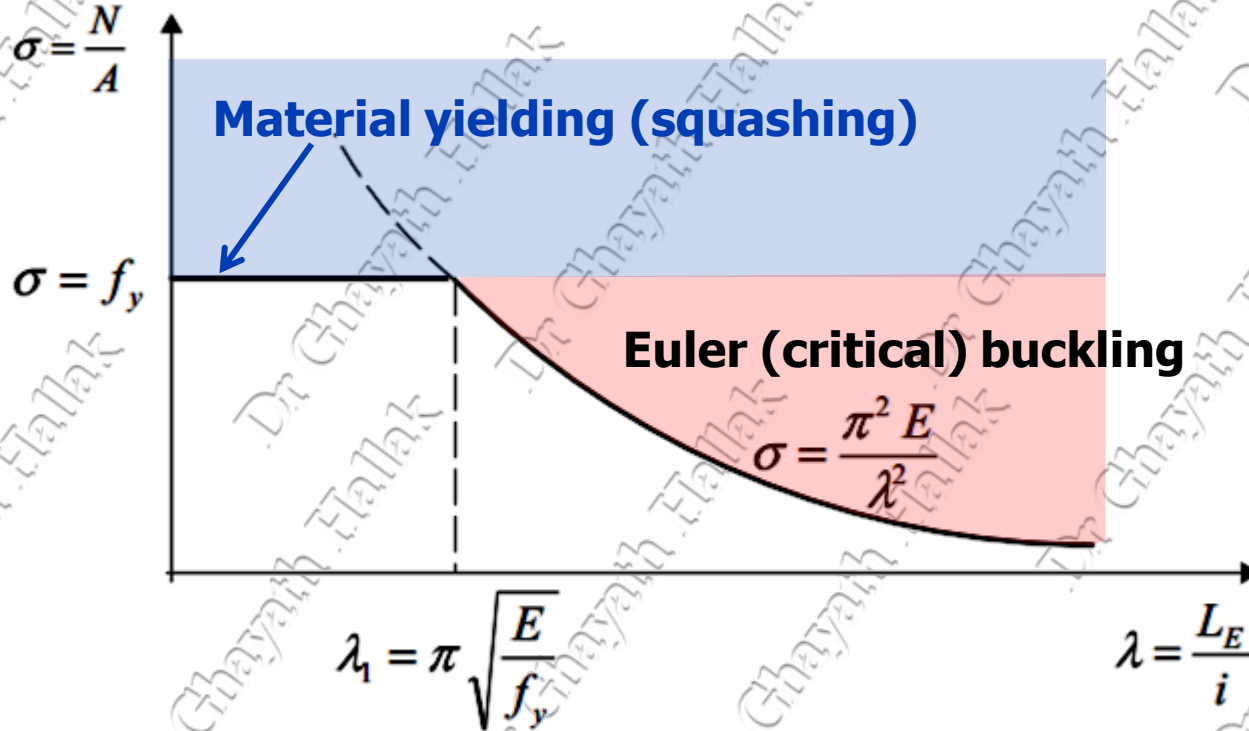 σ = N/A
Material yielding (squashing)
σ = f_y
Euler (critical) buckling
σ = π² E / λ²
λ₁ = π √(E / f_y)
λ = L_E / i
Dr Ghayath Hallak